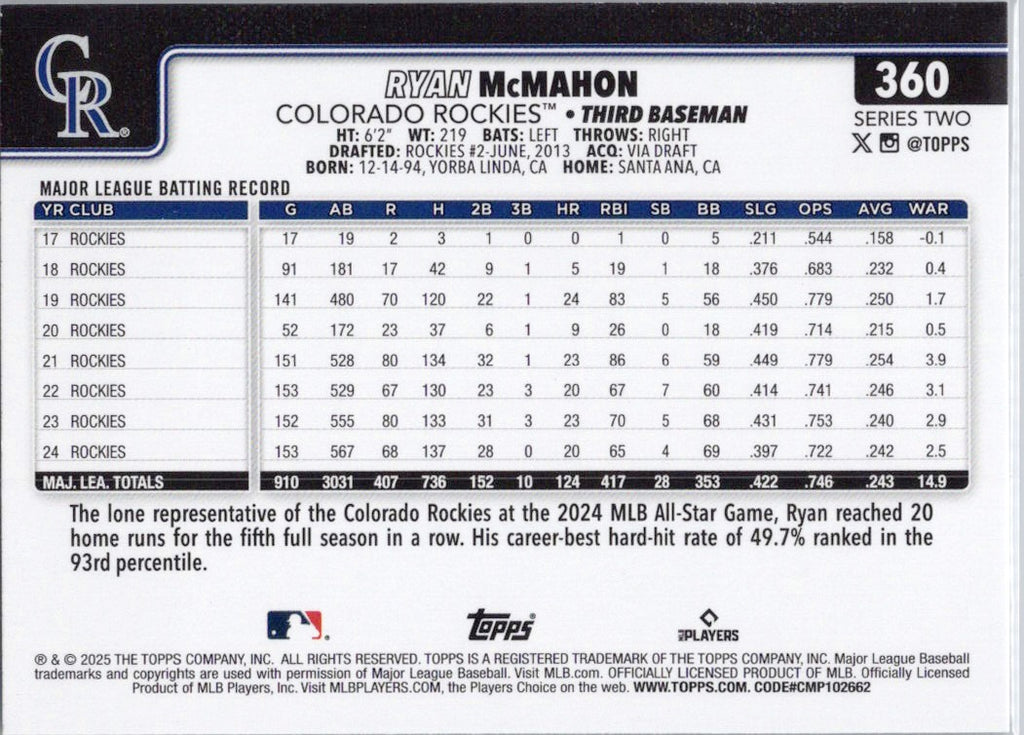 CR®
RYAN McMAHON
COLORADO ROCKIES™ • THIRD BASEMAN
HT: 6'2" WT: 219 BATS: LEFT THROWS: RIGHT
DRAFTED: ROCKIES #2-JUNE, 2013 ACQ: VIA DRAFT
BORN: 12-14-94, YORBA LINDA, CA HOME: SANTA ANA, CA
360
SERIES TWO
@TOPPS
MAJOR LEAGUE BATTING RECORD
YR CLUB G AB R H 2B 3B HR RBI SB BB SLG OPS AVG WAR
17 ROCKIES 17 19 2 3 1 0 0 1 0 5 .211 .544 .158 -0.1
18 ROCKIES 91 181 17 42 9 1 5 19 1 18 .376 .683 .232 0.4
19 ROCKIES 141 480 70 120 22 1 24 83 5 56 .450 .779 .250 1.7
20 ROCKIES 52 172 23 37 6 1 9 26 0 18 .419 .714 .215 0.5
21 ROCKIES 151 528 80 134 32 1 23 86 6 59 .449 .779 .254 3.9
22 ROCKIES 153 529 67 130 23 3 20 67 7 60 .414 .741 .246 3.1
23 ROCKIES 152 555 80 133 31 3 23 70 5 68 .431 .753 .240 2.9
24 ROCKIES 153 567 68 137 28 0 20 65 4 69 .397 .722 .242 2.5
MAJ. LEA. TOTALS 910 3031 407 736 152 10 124 417 28 353 .422 .746 .243 14.9
The lone representative of the Colorado Rockies at the 2024 MLB All-Star Game, Ryan reached 20
home runs for the fifth full season in a row. His career-best hard-hit rate of 49.7% ranked in the
93rd percentile.
Topps®
MLB PLAYERS
® & © 2025 THE TOPPS COMPANY, INC. ALL RIGHTS RESERVED. TOPPS IS A REGISTERED TRADEMARK OF THE TOPPS COMPANY, INC. Major League Baseball
trademarks and copyrights are used with permission of Major League Baseball. Visit MLB.com. OFFICIALLY LICENSED PRODUCT OF MLB. Officially Licensed
Product of MLB Players, Inc. Visit MLBPLAYERS.COM, the Players Choice on the web. WWW.TOPPS.COM. CODE#CMP102662